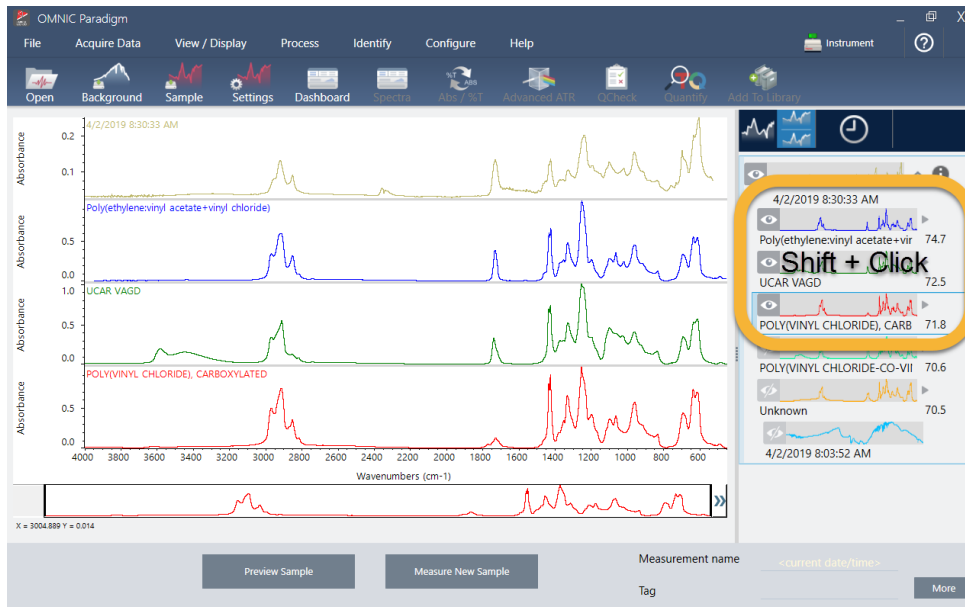 OMNIC Paradigm
File Acquire Data View / Display Process Identify Configure Help Instrument
%T ABS
Open Background Sample Settings Dashboard Spectra Abs / %T Advanced ATR QCheck Quantify Add To Library
4/2/2019 8:30:33 AM
Absorbance
0.2
0.1
Poly(ethylene:vinyl acetate+vinyl chloride)
Absorbance
0.5
0.0
UCAR VAGD
Absorbance
1.0
0.5
0.0
POLY(VINYL CHLORIDE), CARBOXYLATED
Absorbance
0.5
0.0
4000 3800 3600 3400 3200 3000 2800 2600 2400 2200 2000 1800 1600 1400 1200 1000 800 600
Wavenumbers (cm-1)
X = 3004.889 Y = 0.014
4/2/2019 8:30:33 AM
Poly(ethylene:vinyl acetate+vir 74.7
Shift + Click
UCAR VAGD 72.5
POLY(VINYL CHLORIDE), CARB 71.8
POLY(VINYL CHLORIDE-CO-VII 70.6
Unknown 70.5
4/2/2019 8:03:52 AM
Preview Sample
Measure New Sample
Measurement name <current date/time>
Tag
More